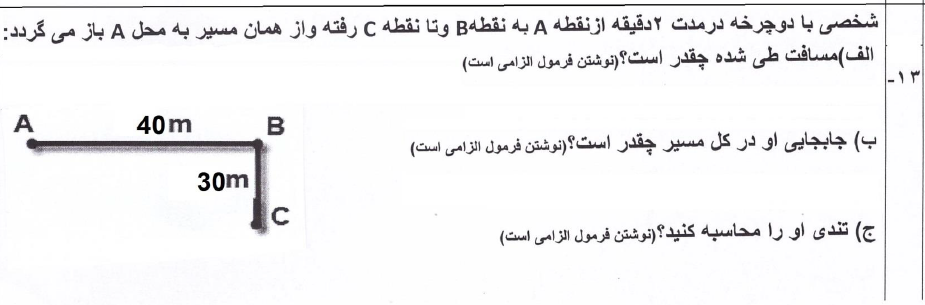 ۱۳-
شخصی با دوچرخه درمدت ۲دقیقه ازنقطه A به نقطهB وتا نقطه C رفته واز همان مسیر به محل A باز می گردد:
الف)مسافت طی شده چقدر است؟(نوشتن فرمول الزامی است)
ب) جابجایی او در کل مسیر چقدر است؟(نوشتن فرمول الزامی است)
ج) تندی او را محاسبه کنید؟(نوشتن فرمول الزامی است)
A 40m B
30m
C